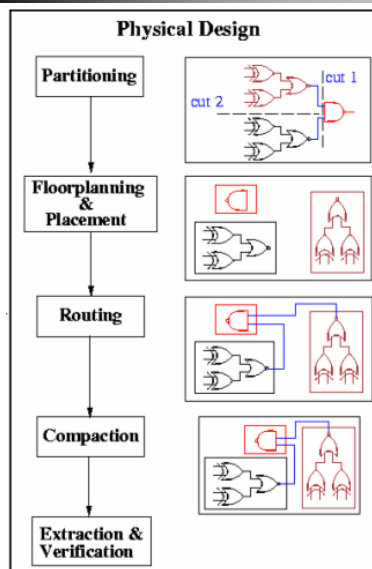 Physical Design
Partitioning
cut 1
cut 2
Floorplanning
&
Placement
Routing
Compaction
Extraction &
Verification